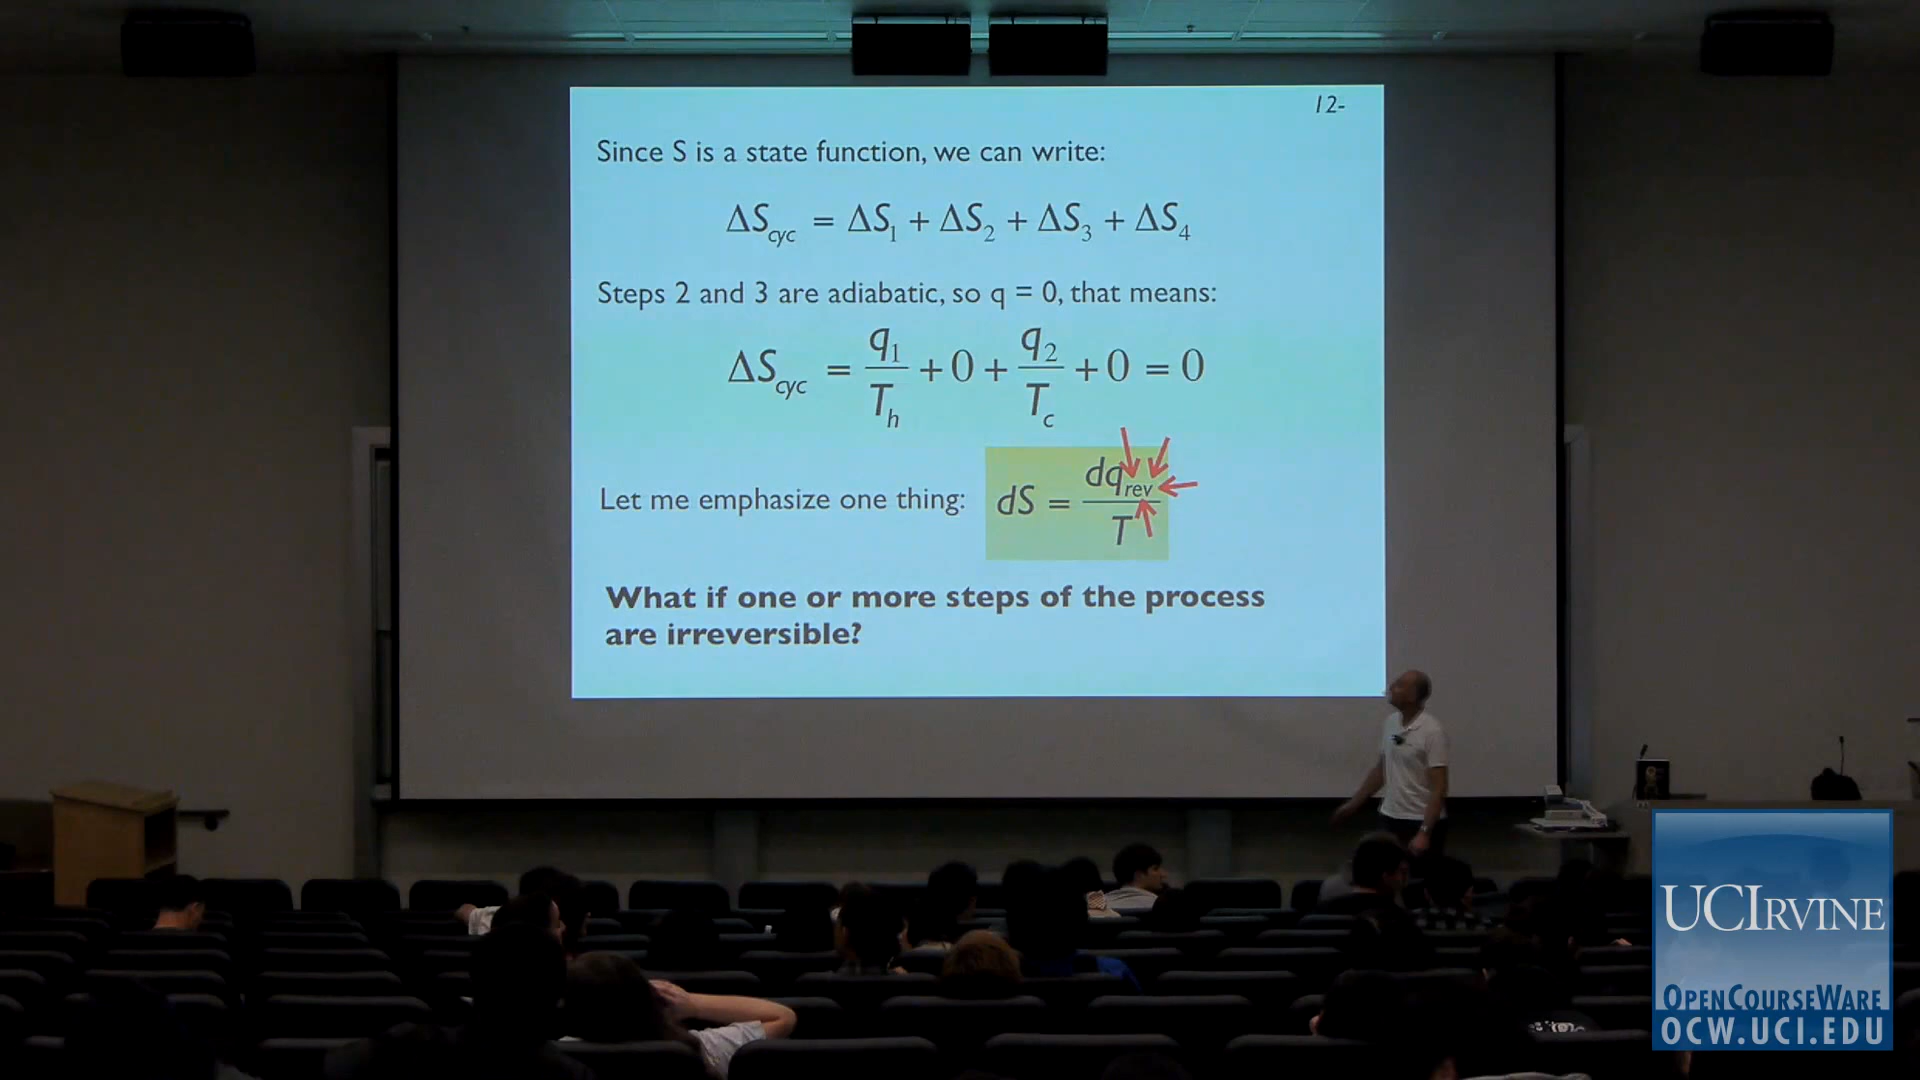 12-
Since S is a state function, we can write:
ΔS_cyc = ΔS_1 + ΔS_2 + ΔS_3 + ΔS_4
Steps 2 and 3 are adiabatic, so q = 0, that means:
ΔS_cyc = q_1/T_h + 0 + q_2/T_c + 0 = 0
Let me emphasize one thing: dS = dq_rev/T
What if one or more steps of the process
are irreversible?
UCIRVINE
OPENCOURSEWARE
OCW.UCI.EDU